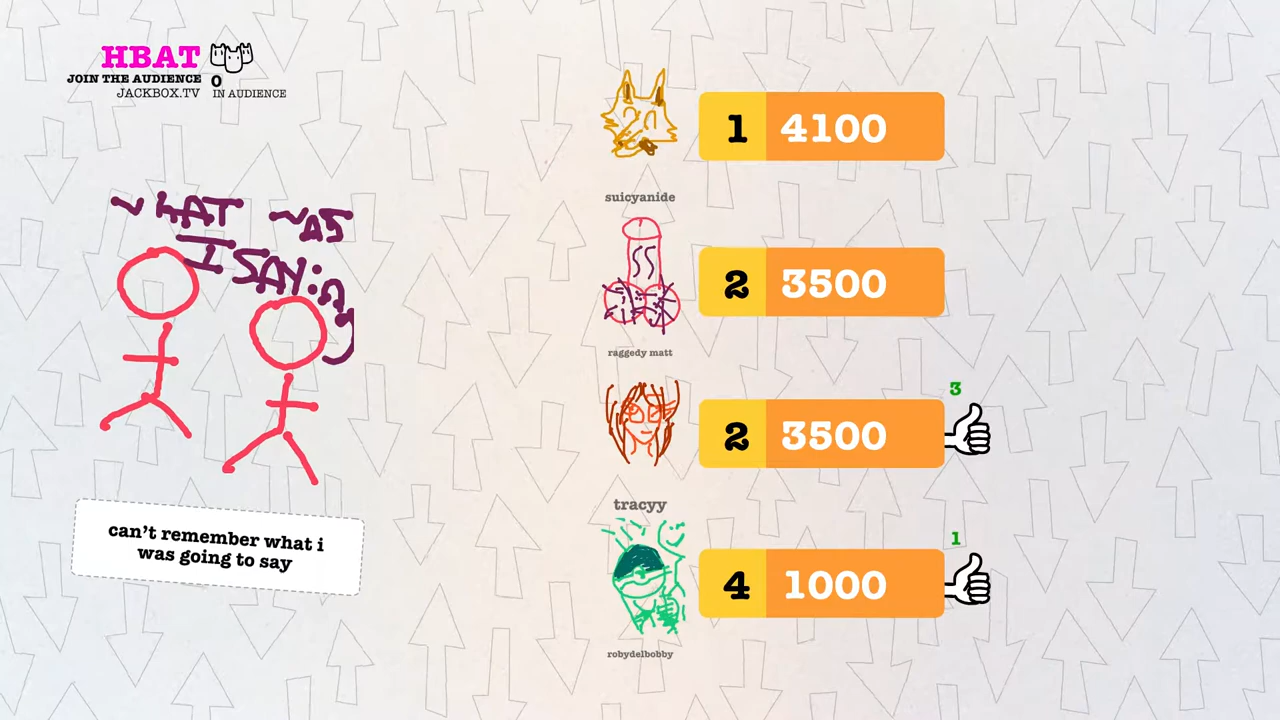 HBAT
JOIN THE AUDIENCE
JACKBOX.TV
0
IN AUDIENCE
WHAT WAS
I SAYING
can't remember what i
was going to say
1 4100
suicyanide
2 3500
raggedy matt
2 3500
3
tracyy
4 1000
1
robydelbobby